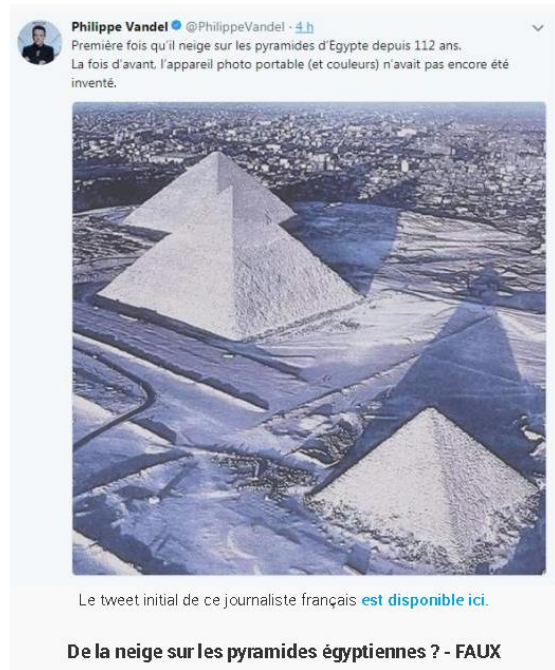 Philippe Vandel @PhilippeVandel · 4 h
Première fois qu'il neige sur les pyramides d'Egypte depuis 112 ans.
La fois d'avant, l'appareil photo portable (et couleurs) n'avait pas encore été
inventé.
Le tweet initial de ce journaliste français est disponible ici.
De la neige sur les pyramides égyptiennes ? - FAUX